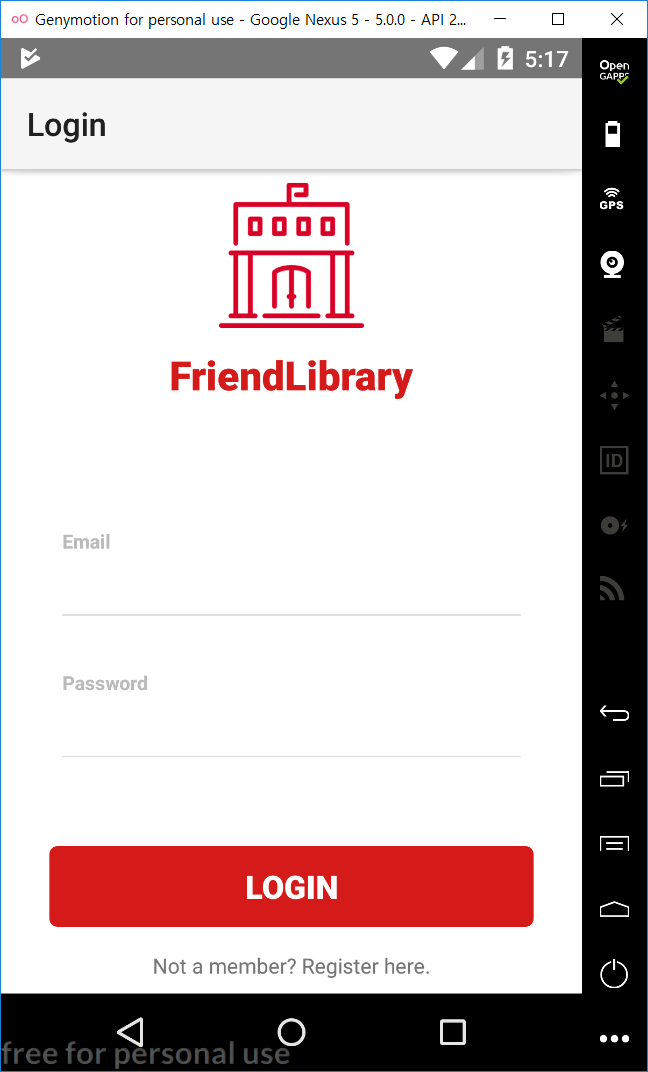 Genymotion for personal use - Google Nexus 5 - 5.0.0 - API 2...
5:17
Open
GAPPS
Login
GPS
FriendLibrary
ID
Email
Password
LOGIN
Not a member? Register here.
free for personal use